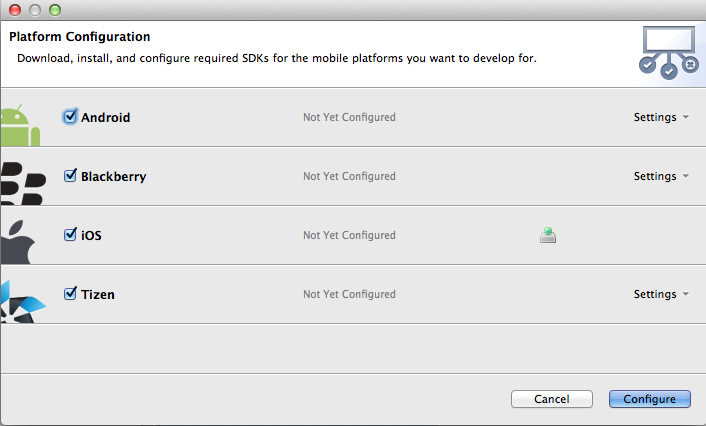 Platform Configuration
Download, install, and configure required SDKs for the mobile platforms you want to develop for.
Android Not Yet Configured Settings
Blackberry Not Yet Configured Settings
iOS Not Yet Configured
Tizen Not Yet Configured Settings
Cancel Configure